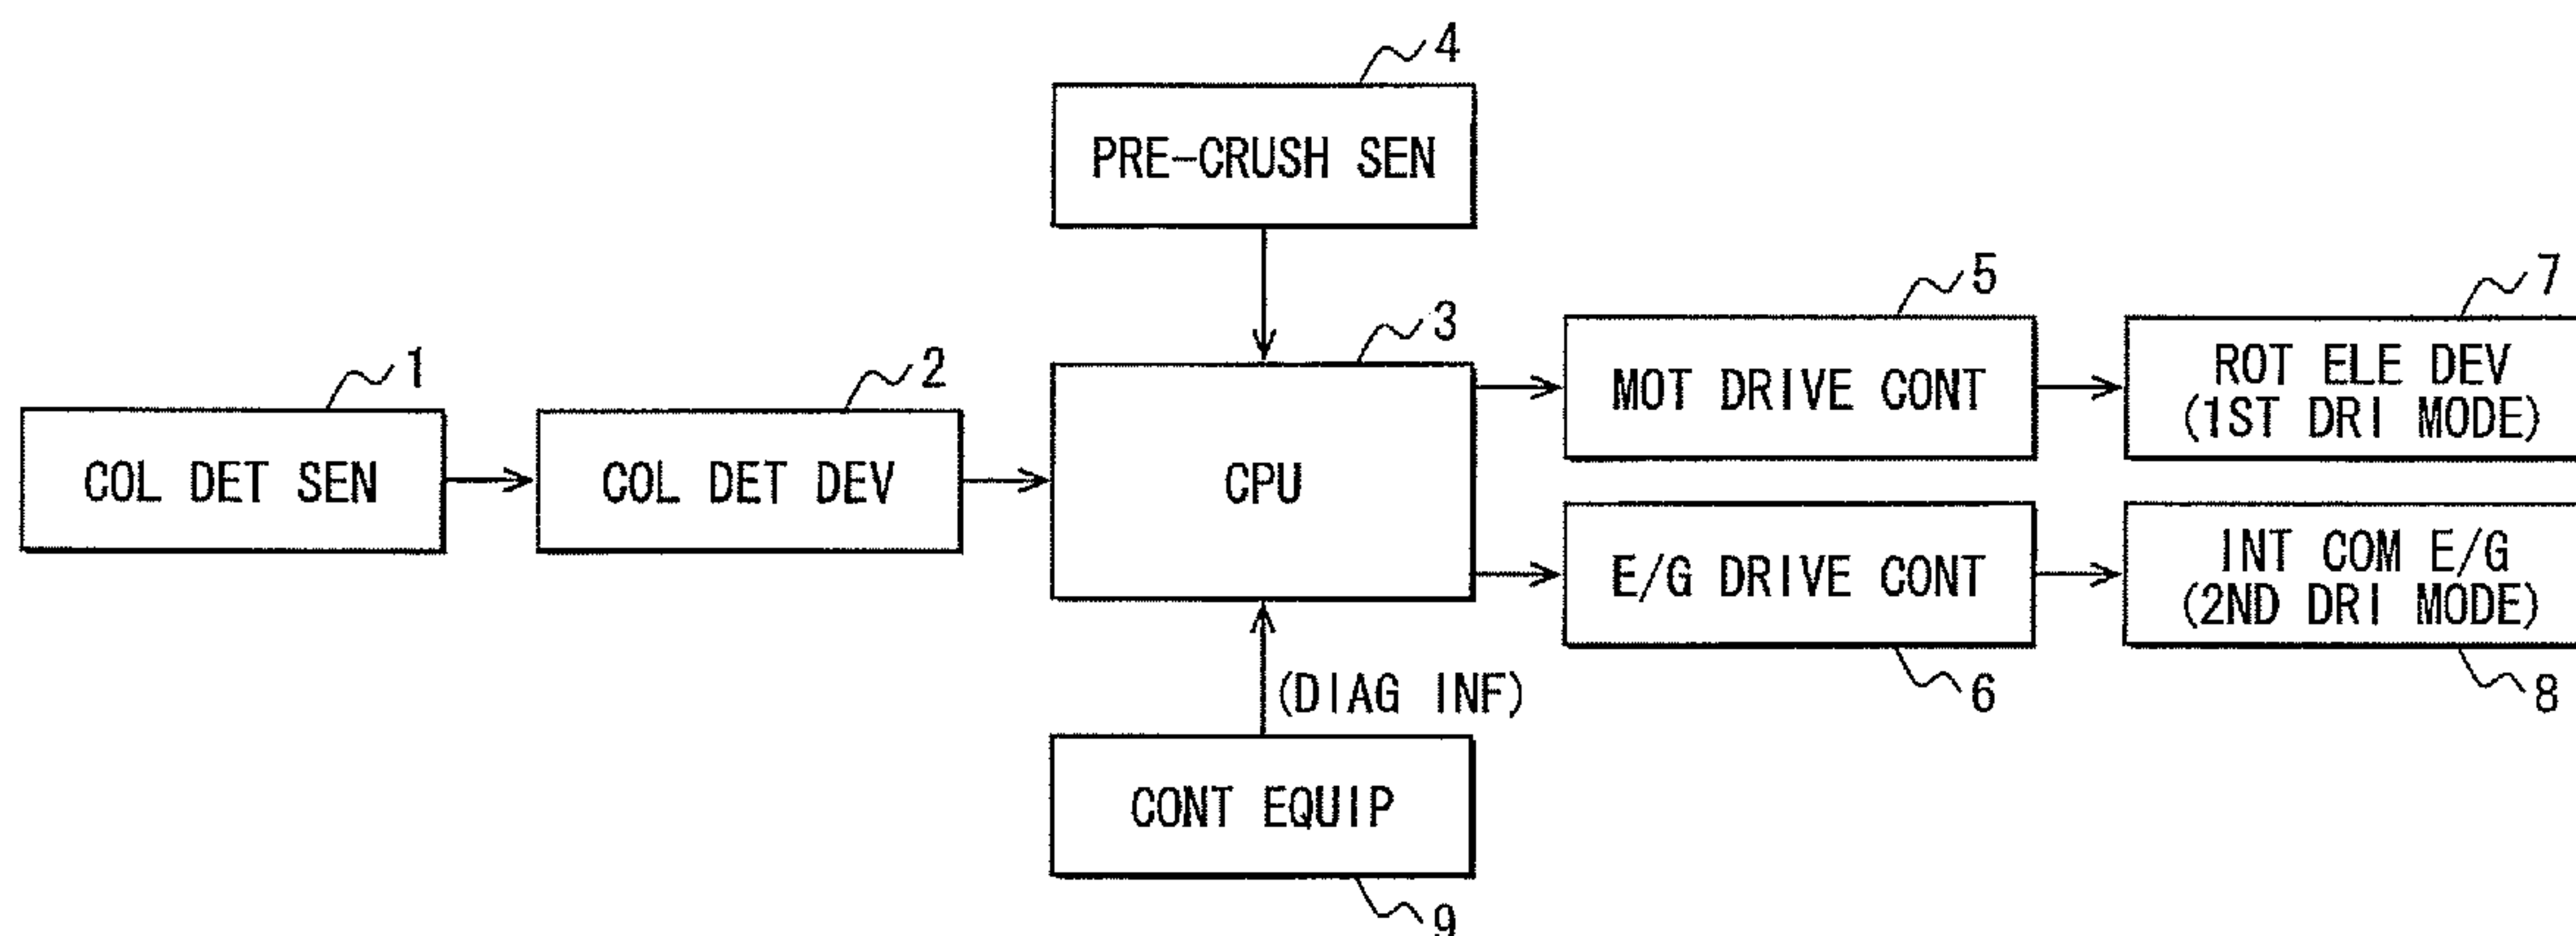 4
PRE-CRUSH SEN
1
COL DET SEN
2
COL DET DEV
3
CPU
5
MOT DRIVE CONT
7
ROT ELE DEV
(1ST DRI MODE)
E/G DRIVE CONT
6
INT COM E/G
(2ND DRI MODE)
8
(DIAG INF)
CONT EQUIP
9